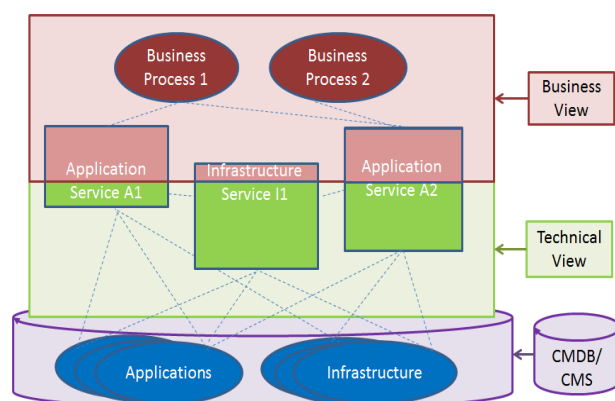 Business
Process 1
Business
Process 2
Business
View
Application
Service A1
Infrastructure
Service I1
Application
Service A2
Technical
View
Applications
Infrastructure
CMDB/
CMS